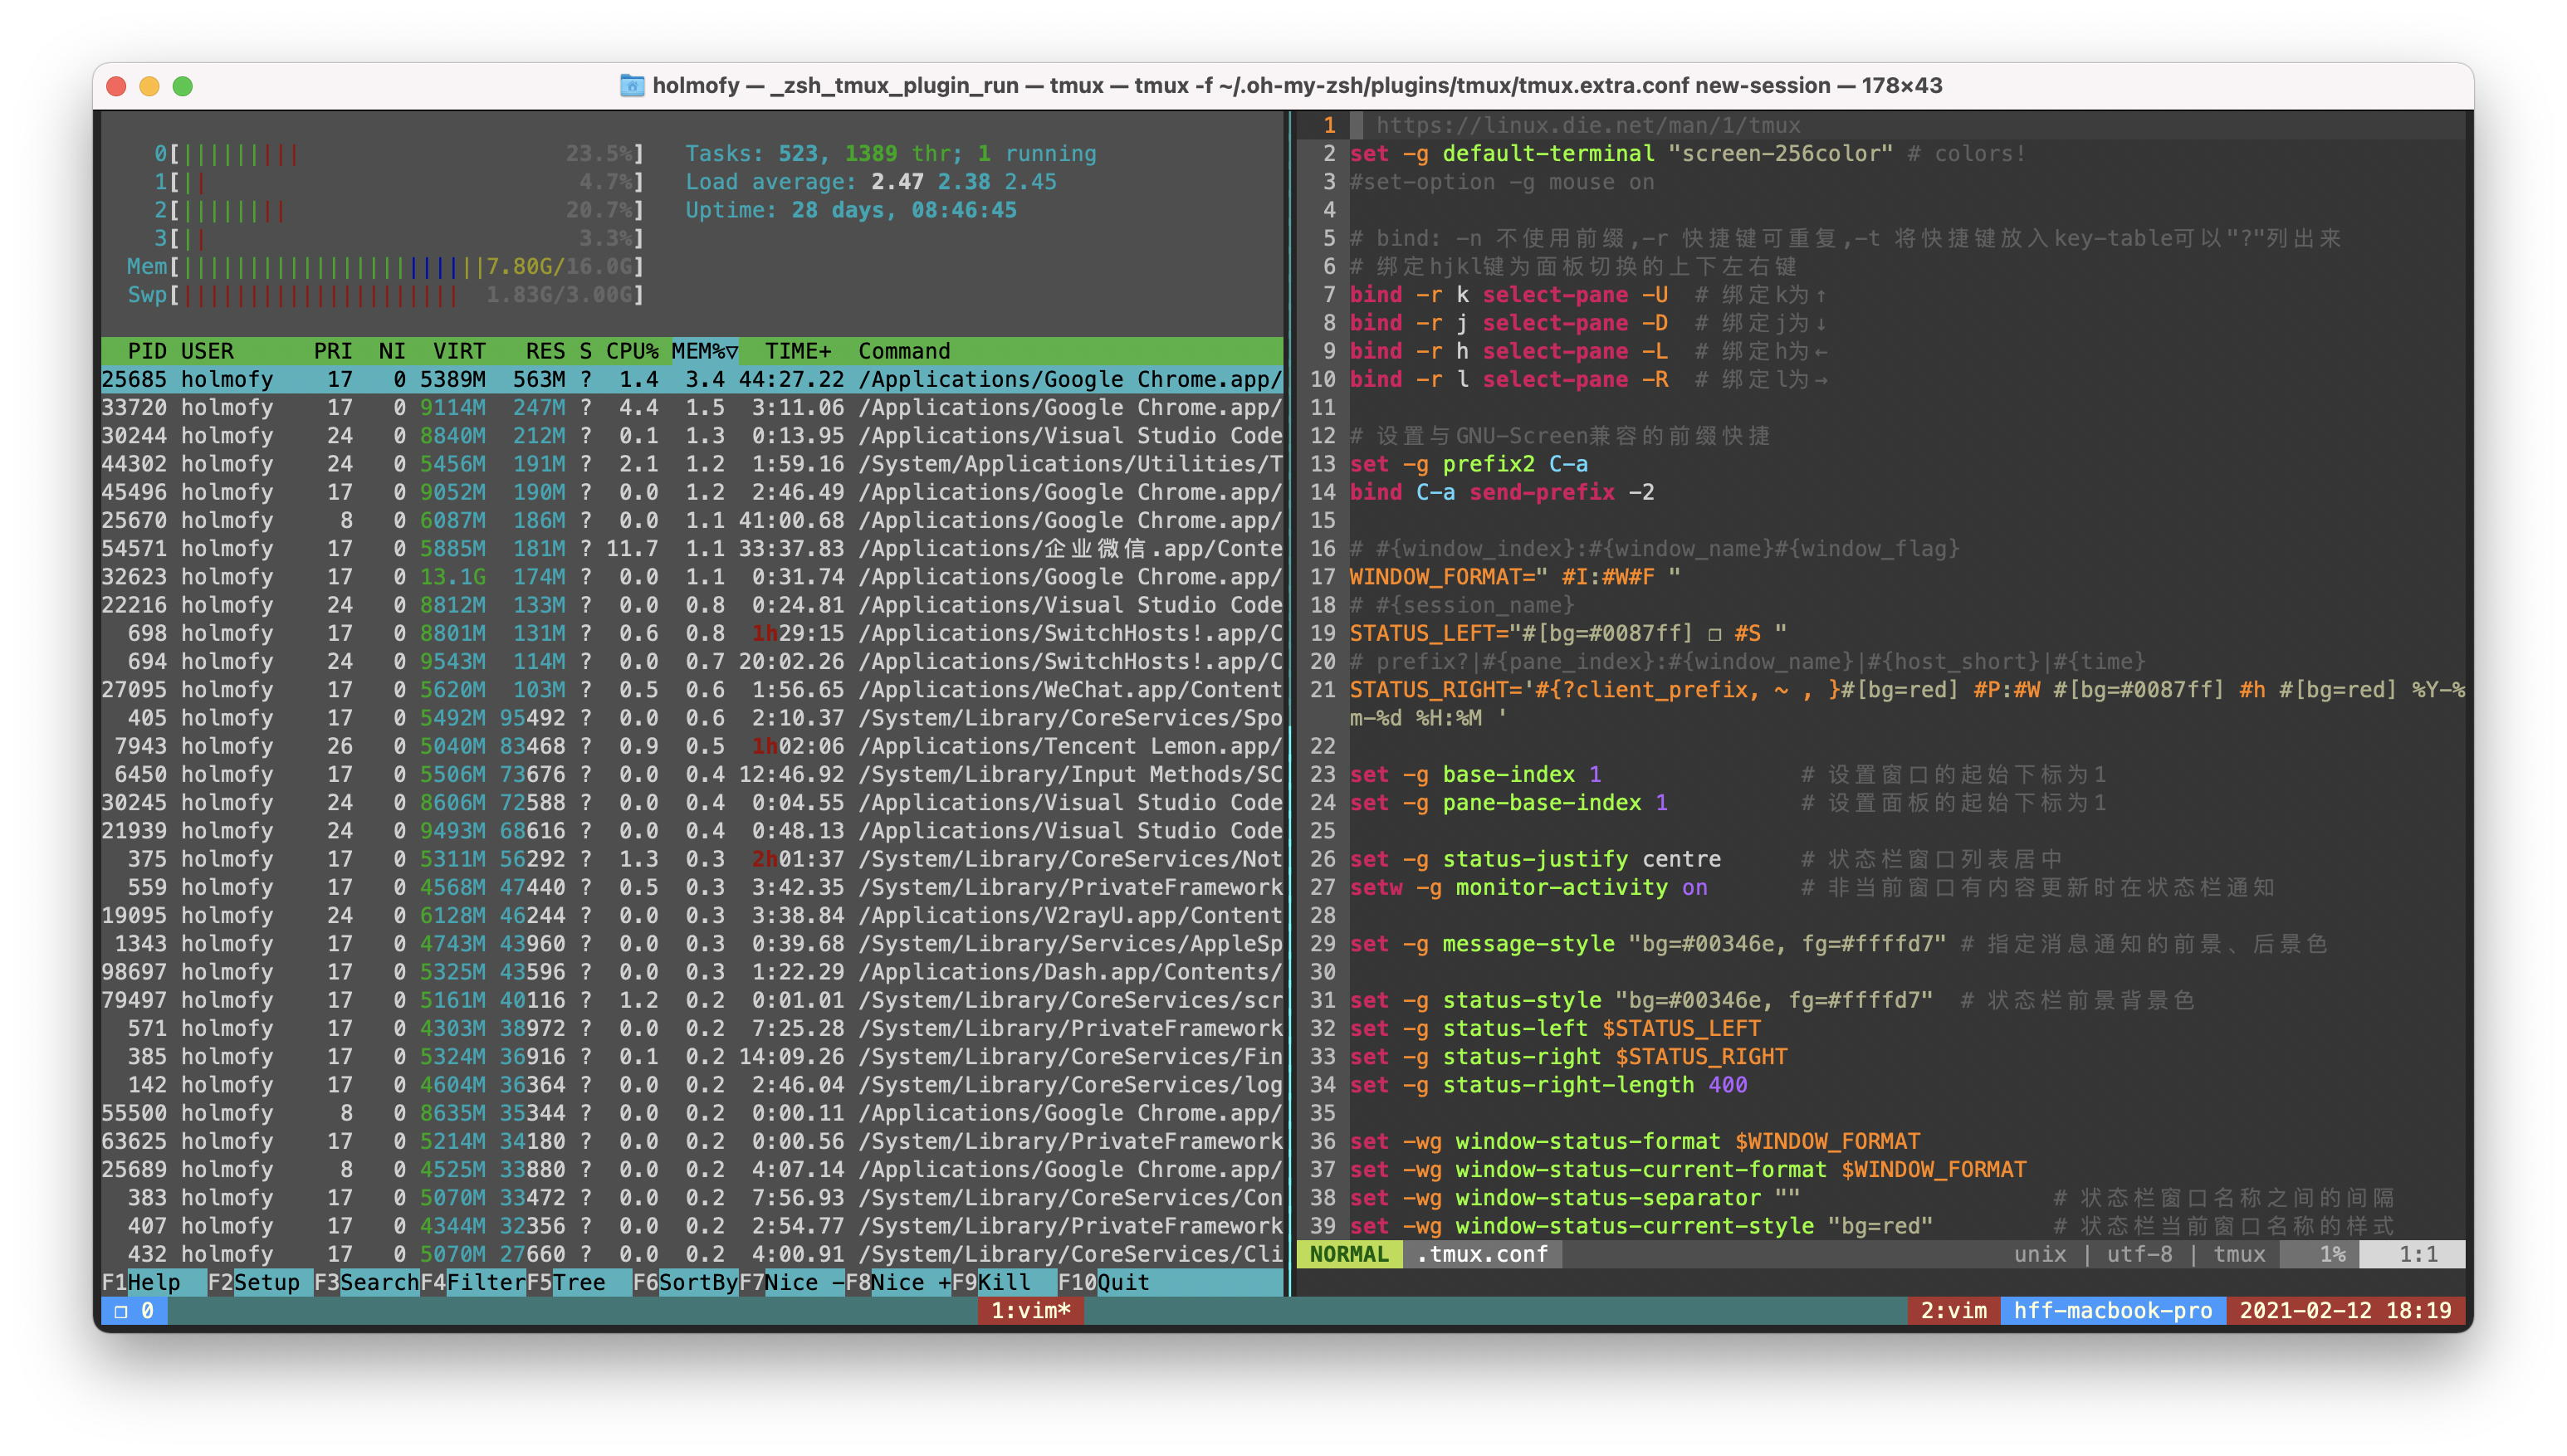 holmofy — _zsh_tmux_plugin_run — tmux — tmux -f ~/.oh-my-zsh/plugins/tmux/tmux.extra.conf new-session — 178×43
0[||||||||| 23.5%] Tasks: 523, 1389 thr; 1 running
1[|| 4.7%] Load average: 2.47 2.38 2.45
2[|||||||| 20.7%] Uptime: 28 days, 08:46:45
3[|| 3.3%]
Mem[|||||||||||||||||||||||7.80G/16.0G]
Swp[||||||||||||||||||||| 1.83G/3.00G]
PID USER PRI NI VIRT RES S CPU% MEM%▽ TIME+ Command
25685 holmofy 17 0 5389M 563M ? 1.4 3.4 44:27.22 /Applications/Google Chrome.app/
33720 holmofy 17 0 9114M 247M ? 4.4 1.5 3:11.06 /Applications/Google Chrome.app/
30244 holmofy 24 0 8840M 212M ? 0.1 1.3 0:13.95 /Applications/Visual Studio Code
44302 holmofy 24 0 5456M 191M ? 2.1 1.2 1:59.16 /System/Applications/Utilities/T
45496 holmofy 17 0 9052M 190M ? 0.0 1.2 2:46.49 /Applications/Google Chrome.app/
25670 holmofy 8 0 6087M 186M ? 0.0 1.1 41:00.68 /Applications/Google Chrome.app/
54571 holmofy 17 0 5885M 181M ? 11.7 1.1 33:37.83 /Applications/企业微信.app/Conte
32623 holmofy 17 0 13.1G 174M ? 0.0 1.1 0:31.74 /Applications/Google Chrome.app/
22216 holmofy 24 0 8812M 133M ? 0.0 0.8 0:24.81 /Applications/Visual Studio Code
698 holmofy 17 0 8801M 131M ? 0.6 0.8 1h29:15 /Applications/SwitchHosts!.app/C
694 holmofy 24 0 9543M 114M ? 0.0 0.7 20:02.26 /Applications/SwitchHosts!.app/C
27095 holmofy 17 0 5620M 103M ? 0.5 0.6 1:56.65 /Applications/WeChat.app/Content
405 holmofy 17 0 5492M 95492 ? 0.0 0.6 2:10.37 /System/Library/CoreServices/Spo
7943 holmofy 26 0 5040M 83468 ? 0.9 0.5 1h02:06 /Applications/Tencent Lemon.app/
6450 holmofy 17 0 5506M 73676 ? 0.0 0.4 12:46.92 /System/Library/Input Methods/SC
30245 holmofy 24 0 8606M 72588 ? 0.0 0.4 0:04.55 /Applications/Visual Studio Code
21939 holmofy 24 0 9493M 68616 ? 0.0 0.4 0:48.13 /Applications/Visual Studio Code
375 holmofy 17 0 5311M 56292 ? 1.3 0.3 2h01:37 /System/Library/CoreServices/Not
559 holmofy 17 0 4568M 47440 ? 0.5 0.3 3:42.35 /System/Library/PrivateFramework
19095 holmofy 24 0 6128M 46244 ? 0.0 0.3 3:38.84 /Applications/V2rayU.app/Content
1343 holmofy 17 0 4743M 43960 ? 0.0 0.3 0:39.68 /System/Library/Services/AppleSp
98697 holmofy 17 0 5325M 43596 ? 0.0 0.3 1:22.29 /Applications/Dash.app/Contents/
79497 holmofy 17 0 5161M 40116 ? 1.2 0.2 0:01.01 /System/Library/CoreServices/scr
571 holmofy 17 0 4303M 38972 ? 0.0 0.2 7:25.28 /System/Library/PrivateFramework
385 holmofy 17 0 5324M 36916 ? 0.1 0.2 14:09.26 /System/Library/CoreServices/Fin
142 holmofy 17 0 4604M 36364 ? 0.0 0.2 2:46.04 /System/Library/CoreServices/log
55500 holmofy 8 0 8635M 35344 ? 0.0 0.2 0:00.11 /Applications/Google Chrome.app/
63625 holmofy 17 0 5214M 34180 ? 0.0 0.2 0:00.56 /System/Library/PrivateFramework
25689 holmofy 8 0 4525M 33880 ? 0.0 0.2 4:07.14 /Applications/Google Chrome.app/
383 holmofy 17 0 5070M 33472 ? 0.0 0.2 7:56.93 /System/Library/CoreServices/Con
407 holmofy 17 0 4344M 32356 ? 0.0 0.2 2:54.77 /System/Library/PrivateFramework
432 holmofy 17 0 5070M 27660 ? 0.0 0.2 4:00.91 /System/Library/CoreServices/Cli
F1Help F2Setup F3SearchF4FilterF5Tree F6SortByF7Nice -F8Nice +F9Kill F10Quit
1 # https://linux.die.net/man/1/tmux
2 set -g default-terminal "screen-256color" # colors!
3 #set-option -g mouse on
4
5 # bind: -n 不使用前缀,-r 快捷键可重复,-t 将快捷键放入key-table可以"?"列出来
6 # 绑定hjkl键为面板切换的上下左右键
7 bind -r k select-pane -U # 绑定k为↑
8 bind -r j select-pane -D # 绑定j为↓
9 bind -r h select-pane -L # 绑定h为←
10 bind -r l select-pane -R # 绑定l为→
11
12 # 设置与GNU-Screen兼容的前缀快捷
13 set -g prefix2 C-a
14 bind C-a send-prefix -2
15
16 # #{window_index}:#{window_name}#{window_flag}
17 WINDOW_FORMAT=" #I:#W#F "
18 # #{session_name}
19 STATUS_LEFT="#[bg=#0087ff] ❐ #S "
20 # prefix?|#{pane_index}:#{window_name}|#{host_short}|#{time}
21 STATUS_RIGHT='#{?client_prefix, ~ , }#[bg=red] #P:#W #[bg=#0087ff] #h #[bg=red] %Y-%
m-%d %H:%M '
22
23 set -g base-index 1 # 设置窗口的起始下标为1
24 set -g pane-base-index 1 # 设置面板的起始下标为1
25
26 set -g status-justify centre # 状态栏窗口列表居中
27 setw -g monitor-activity on # 非当前窗口有内容更新时在状态栏通知
28
29 set -g message-style "bg=#00346e, fg=#ffffd7" # 指定消息通知的前景、后景色
30
31 set -g status-style "bg=#00346e, fg=#ffffd7" # 状态栏前景背景色
32 set -g status-left $STATUS_LEFT
33 set -g status-right $STATUS_RIGHT
34 set -g status-right-length 400
35
36 set -wg window-status-format $WINDOW_FORMAT
37 set -wg window-status-current-format $WINDOW_FORMAT
38 set -wg window-status-separator "" # 状态栏窗口名称之间的间隔
39 set -wg window-status-current-style "bg=red" # 状态栏当前窗口名称的样式
NORMAL .tmux.conf unix | utf-8 | tmux 1% 1:1
❐ 0 1:vim* 2:vim hff-macbook-pro 2021-02-12 18:19